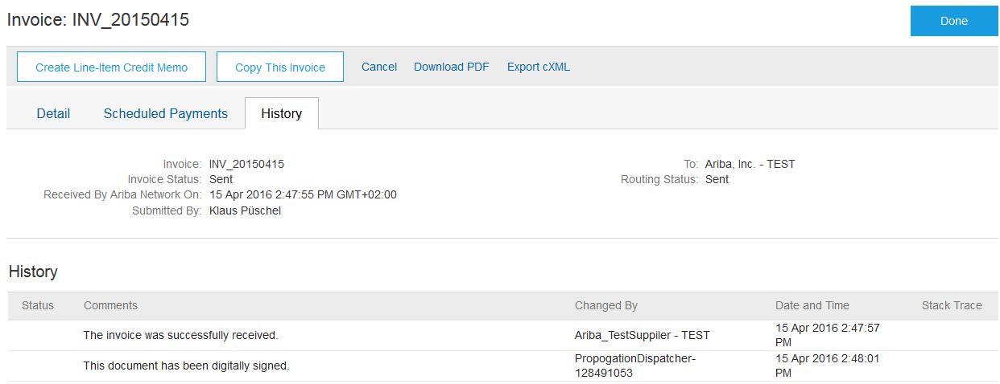 Invoice: INV_20150415
Done
Create Line-Item Credit Memo Copy This Invoice Cancel Download PDF Export cXML
Detail Scheduled Payments History
Invoice: INV_20150415 To: Ariba, Inc. - TEST
Invoice Status: Sent Routing Status: Sent
Received By Ariba Network On: 15 Apr 2016 2:47:55 PM GMT+02:00
Submitted By: Klaus Püschel
History
Status Comments Changed By Date and Time Stack Trace
The invoice was successfully received. Ariba_TestSuppiler - TEST 15 Apr 2016 2:47:57
PM
This document has been digitally signed. PropogationDispatcher- 15 Apr 2016 2:48:01
128491053 PM